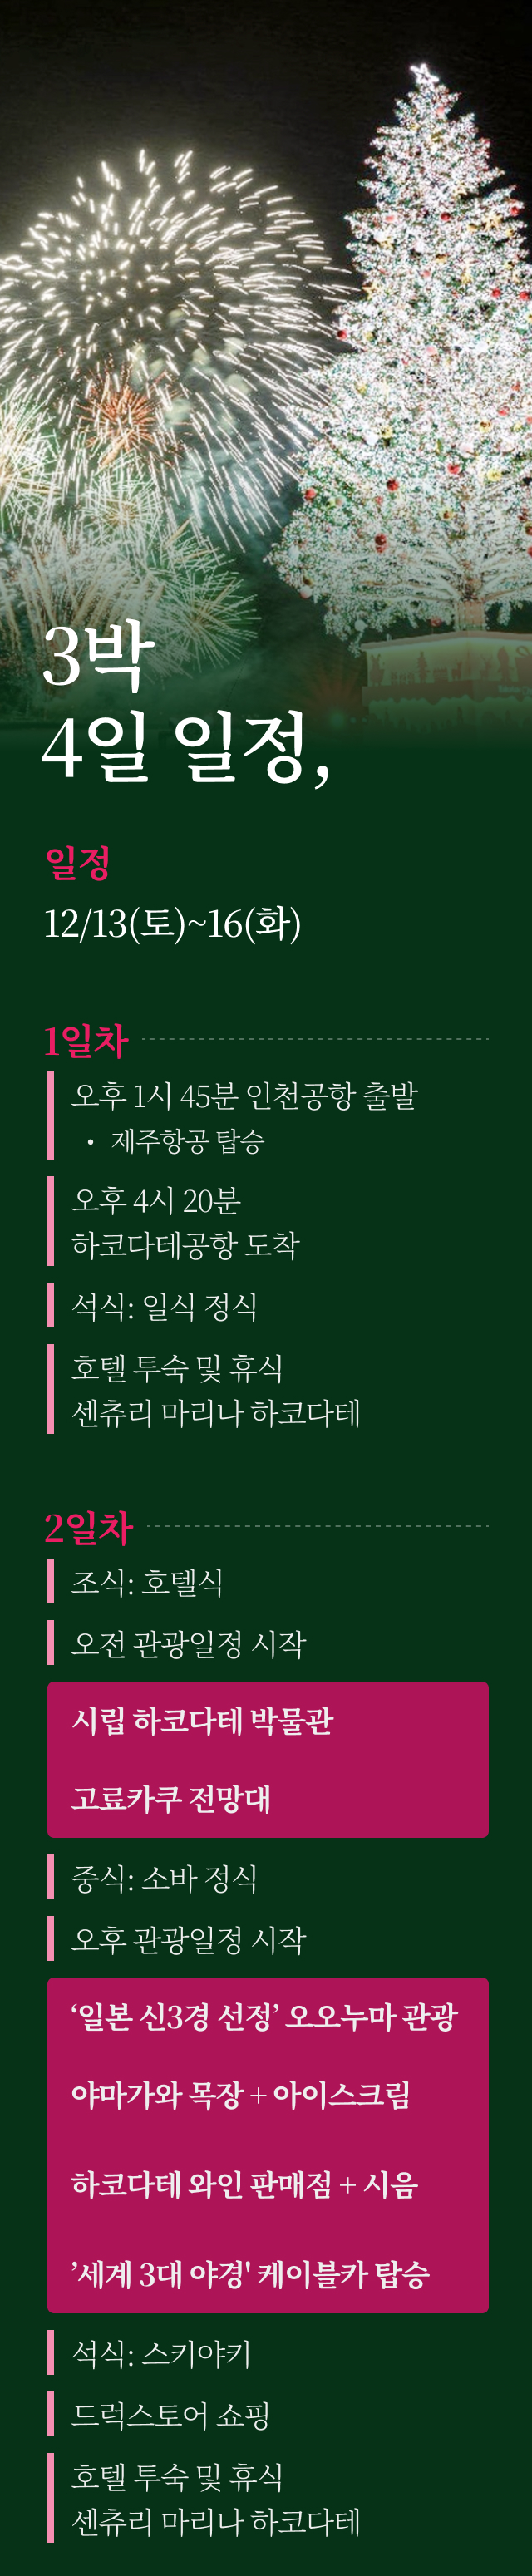 3박
4일 일정,
일정
12/13(토)~16(화)
1일차
오후 1시 45분 인천공항 출발
• 제주항공 탑승
오후 4시 20분
하코다테공항 도착
석식: 일식 정식
호텔 투숙 및 휴식
센츄리 마리나 하코다테
2일차
조식: 호텔식
오전 관광일정 시작
시립 하코다테 박물관
고료카쿠 전망대
중식: 소바 정식
오후 관광일정 시작
‘일본 신3경 선정’ 오오누마 관광
야마가와 목장 + 아이스크림
하코다테 와인 판매점 + 시음
’세계 3대 야경' 케이블카 탑승
석식: 스키야키
드럭스토어 쇼핑
호텔 투숙 및 휴식
센츄리 마리나 하코다테